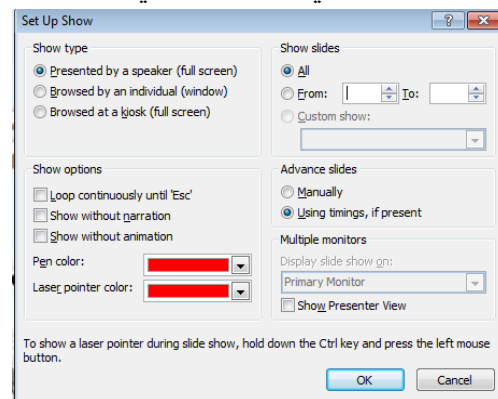 Set Up Show
Show type
Presented by a speaker (full screen)
Browsed by an individual (window)
Browsed at a kiosk (full screen)
Show slides
All
From: To:
Custom show:
Show options
Loop continuously until 'Esc'
Show without narration
Show without animation
Pen color:
Laser pointer color:
Advance slides
Manually
Using timings, if present
Multiple monitors
Display slide show on:
Primary Monitor
Show Presenter View
To show a laser pointer during slide show, hold down the Ctrl key and press the left mouse
button.
OK Cancel